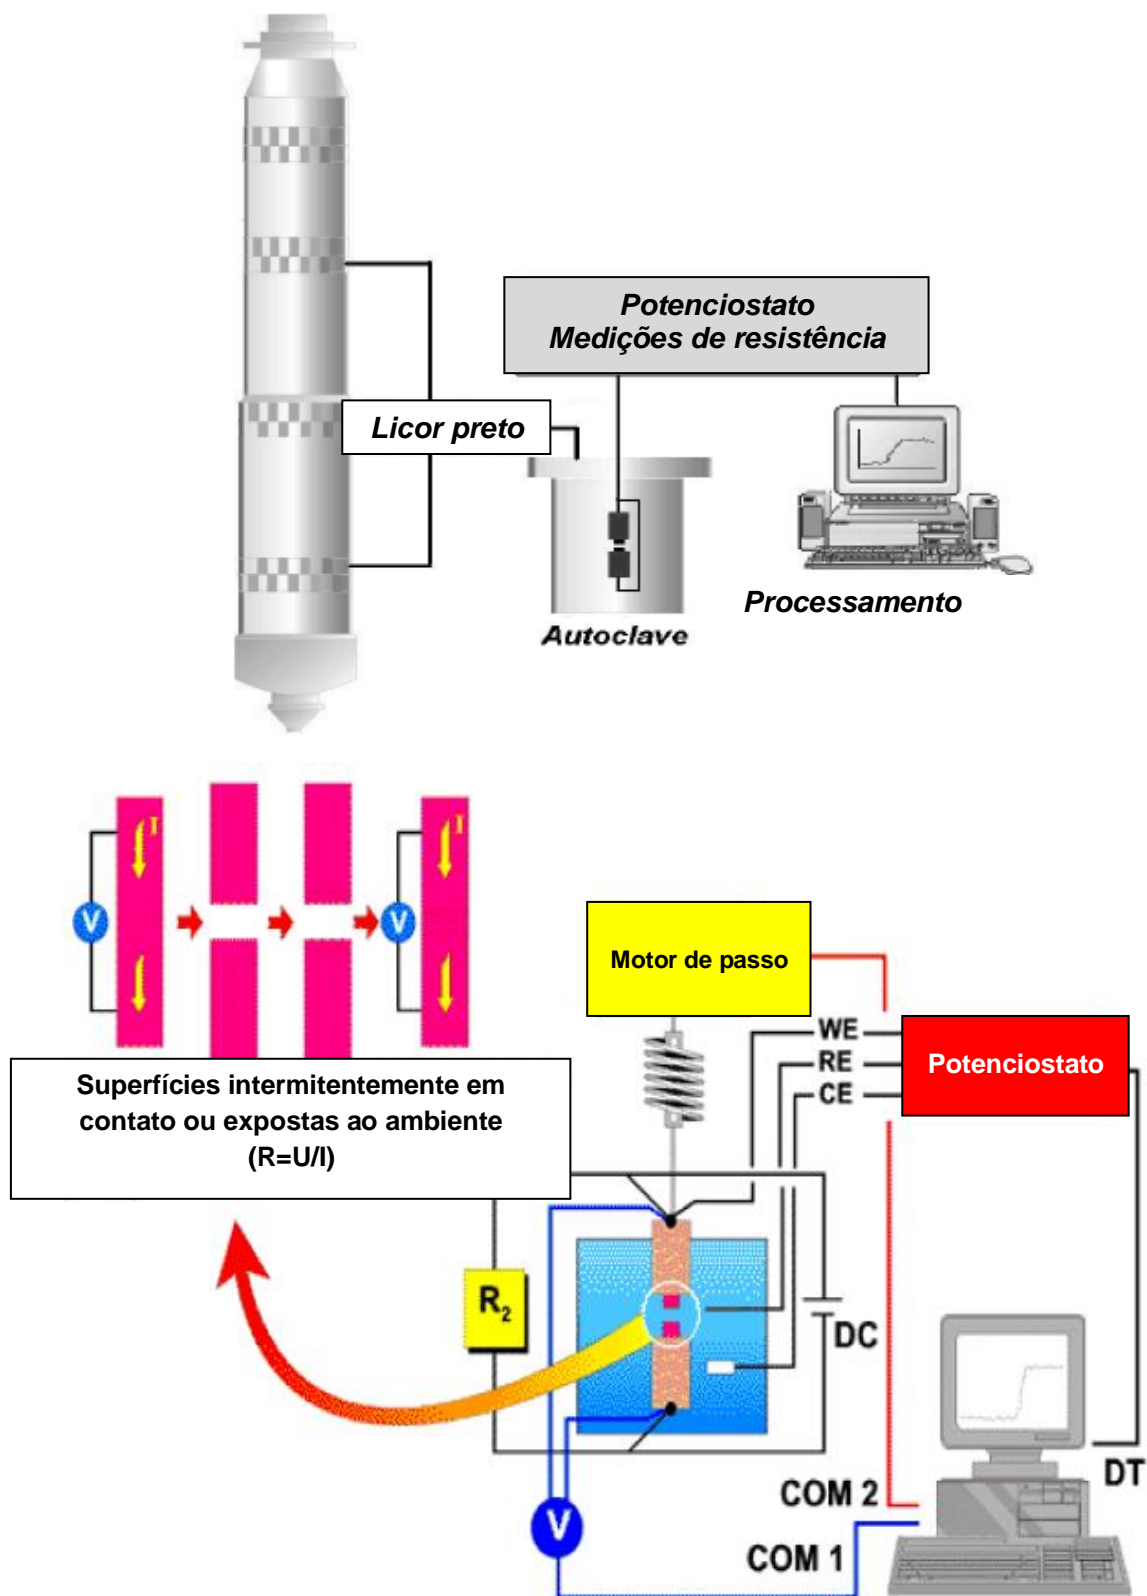 Potenciostato
Medições de resistência
Licor preto
Autoclave
Processamento
I
I
V
V
Motor de passo
WE
RE
CE
Potenciostato
Superfícies intermitentemente em
contato ou expostas ao ambiente
(R=U/I)
R2
DC
DT
COM 2
V
COM 1